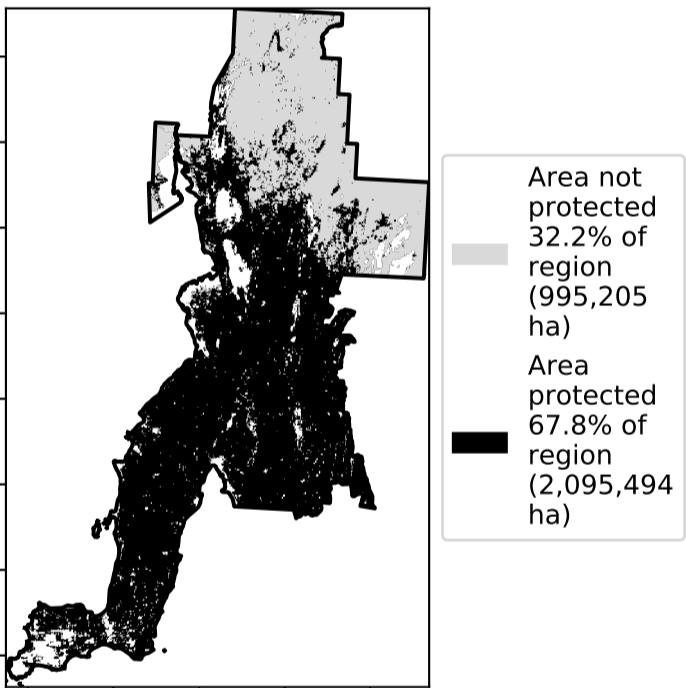 Area not
protected
32.2% of
region
(995,205
ha)
Area
protected
67.8% of
region
(2,095,494
ha)